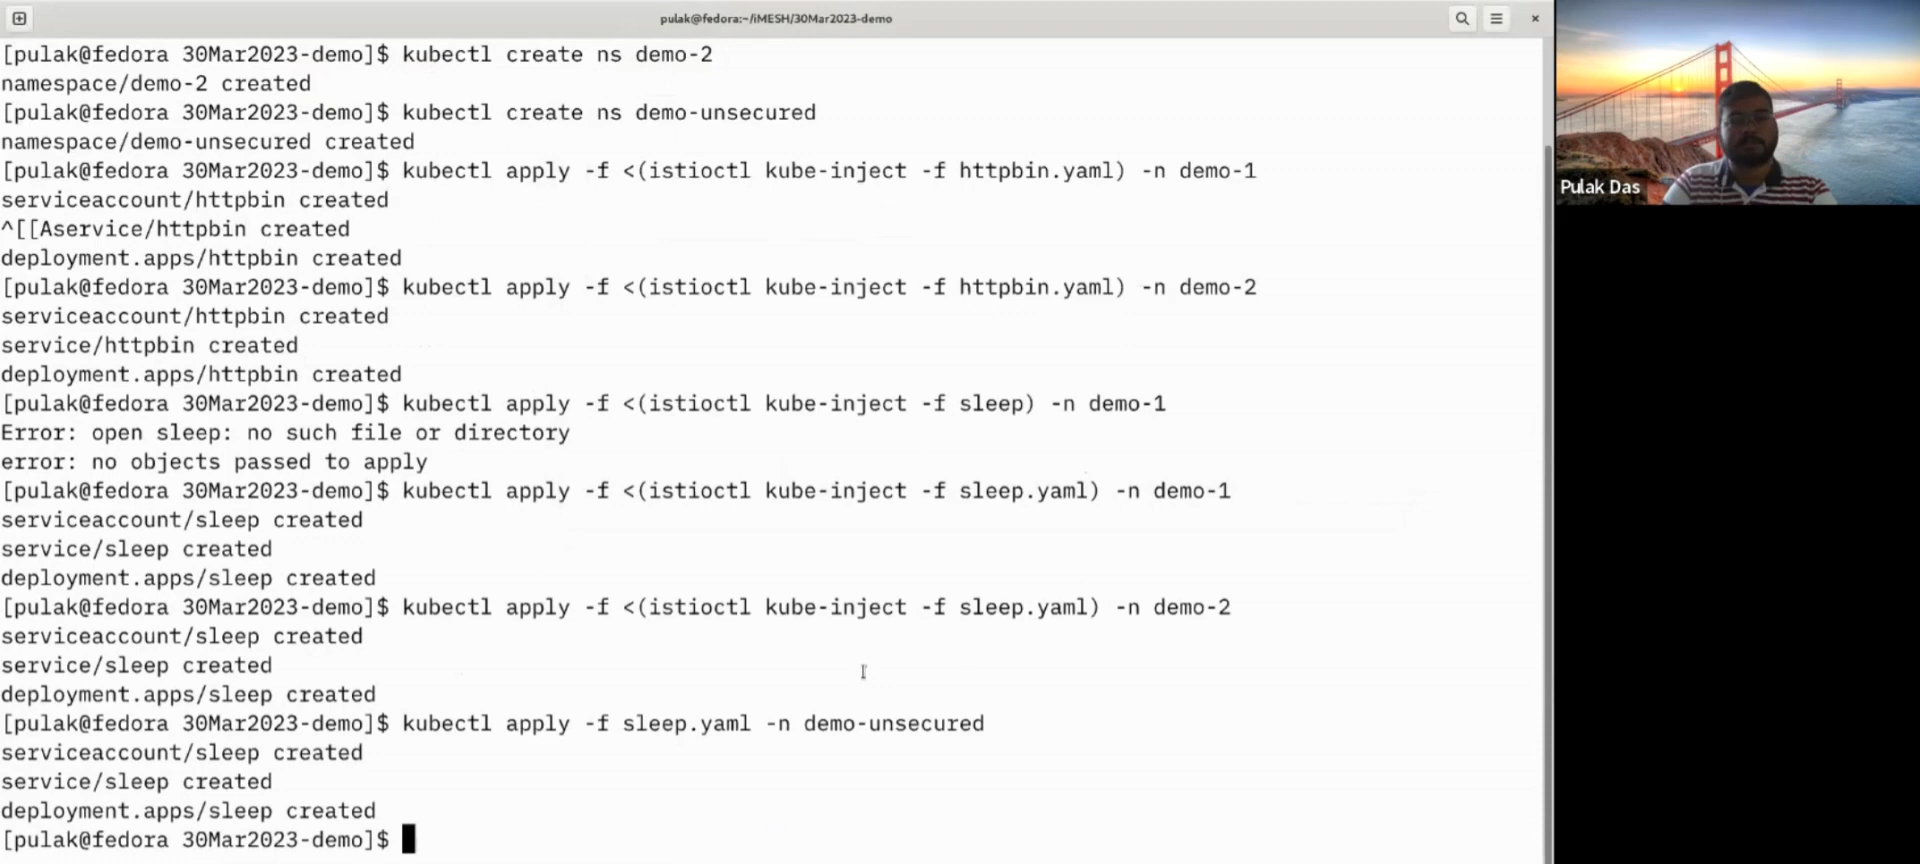 pulak@fedora:~/iMESH/30Mar2023-demo
[pulak@fedora 30Mar2023-demo]$ kubectl create ns demo-2
namespace/demo-2 created
[pulak@fedora 30Mar2023-demo]$ kubectl create ns demo-unsecured
namespace/demo-unsecured created
[pulak@fedora 30Mar2023-demo]$ kubectl apply -f <(istioctl kube-inject -f httpbin.yaml) -n demo-1
serviceaccount/httpbin created
^[[Aservice/httpbin created
deployment.apps/httpbin created
[pulak@fedora 30Mar2023-demo]$ kubectl apply -f <(istioctl kube-inject -f httpbin.yaml) -n demo-2
serviceaccount/httpbin created
service/httpbin created
deployment.apps/httpbin created
[pulak@fedora 30Mar2023-demo]$ kubectl apply -f <(istioctl kube-inject -f sleep) -n demo-1
Error: open sleep: no such file or directory
error: no objects passed to apply
[pulak@fedora 30Mar2023-demo]$ kubectl apply -f <(istioctl kube-inject -f sleep.yaml) -n demo-1
serviceaccount/sleep created
service/sleep created
deployment.apps/sleep created
[pulak@fedora 30Mar2023-demo]$ kubectl apply -f <(istioctl kube-inject -f sleep.yaml) -n demo-2
serviceaccount/sleep created
service/sleep created
deployment.apps/sleep created
[pulak@fedora 30Mar2023-demo]$ kubectl apply -f sleep.yaml -n demo-unsecured
serviceaccount/sleep created
service/sleep created
deployment.apps/sleep created
[pulak@fedora 30Mar2023-demo]$
Pulak Das